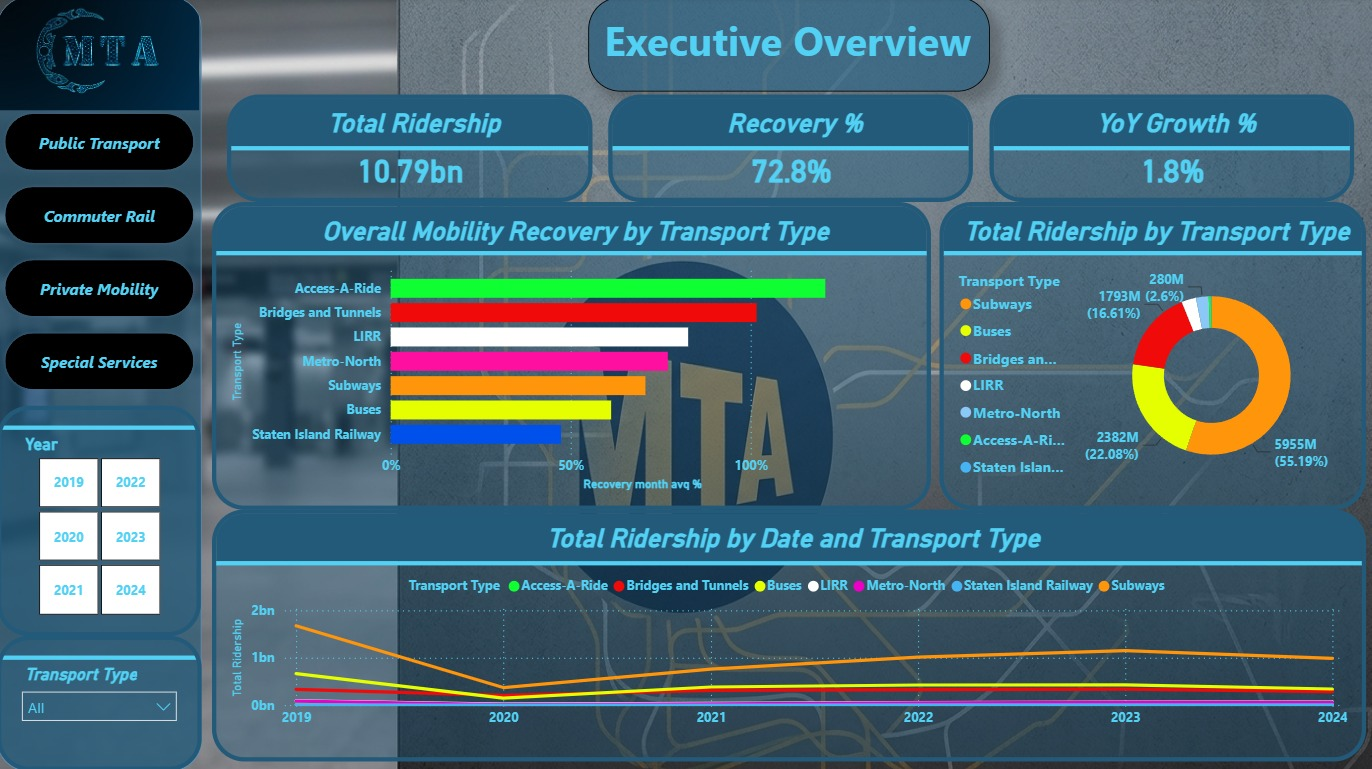 MTA
Executive Overview
Public Transport
Commuter Rail
Private Mobility
Special Services
Year
2019
2022
2020
2023
2021
2024
Transport Type
All
Total Ridership
10.79bn
Recovery %
72.8%
YoY Growth %
1.8%
Overall Mobility Recovery by Transport Type
Transport Type
Access-A-Ride
Bridges and Tunnels
LIRR
Metro-North
Subways
Buses
Staten Island Railway
0%
50%
100%
Recovery month avq %
MTA
Total Ridership by Transport Type
Transport Type
Subways
Buses
Bridges an...
LIRR
Metro-North
Access-A-Ri...
Staten Islan...
280M
(2.6%)
1793M
(16.61%)
2382M
(22.08%)
5955M
(55.19%)
Total Ridership by Date and Transport Type
Transport Type Access-A-Ride Bridges and Tunnels Buses LIRR Metro-North Staten Island Railway Subways
Total Ridership
2bn
1bn
0bn
2019 2020 2021 2022 2023 2024